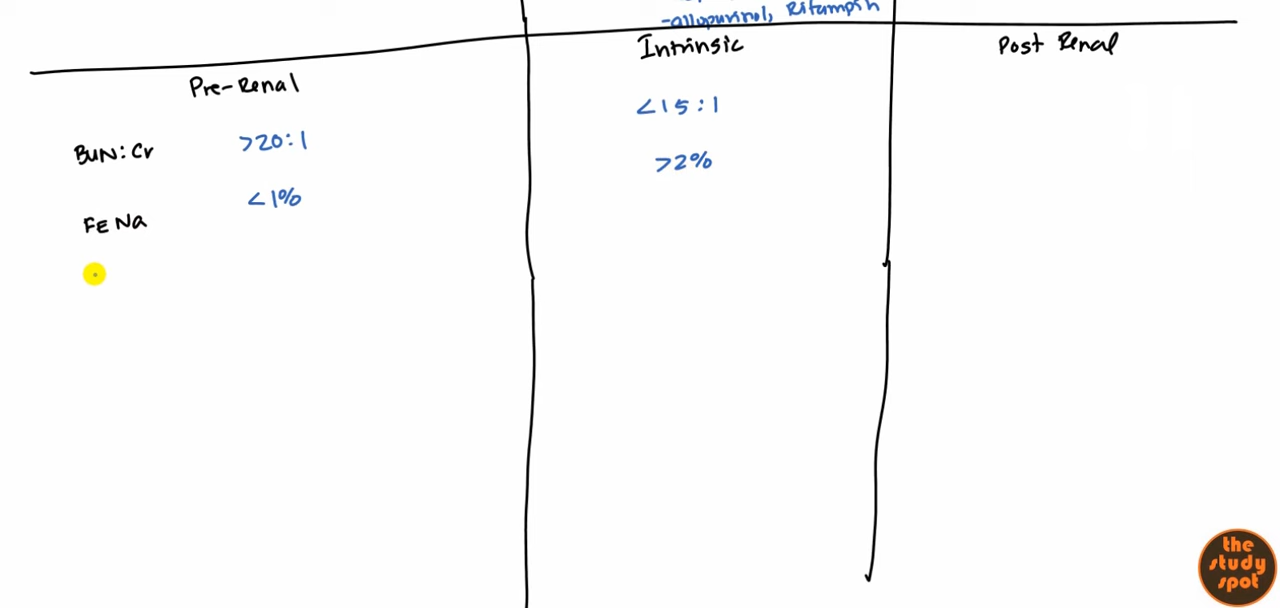 -allopurinol, Rifampin
Pre-Renal
Intrinsic
Post Renal
BUN:Cr >20:1 <15:1
FENa <1% >2%
the
study
spot